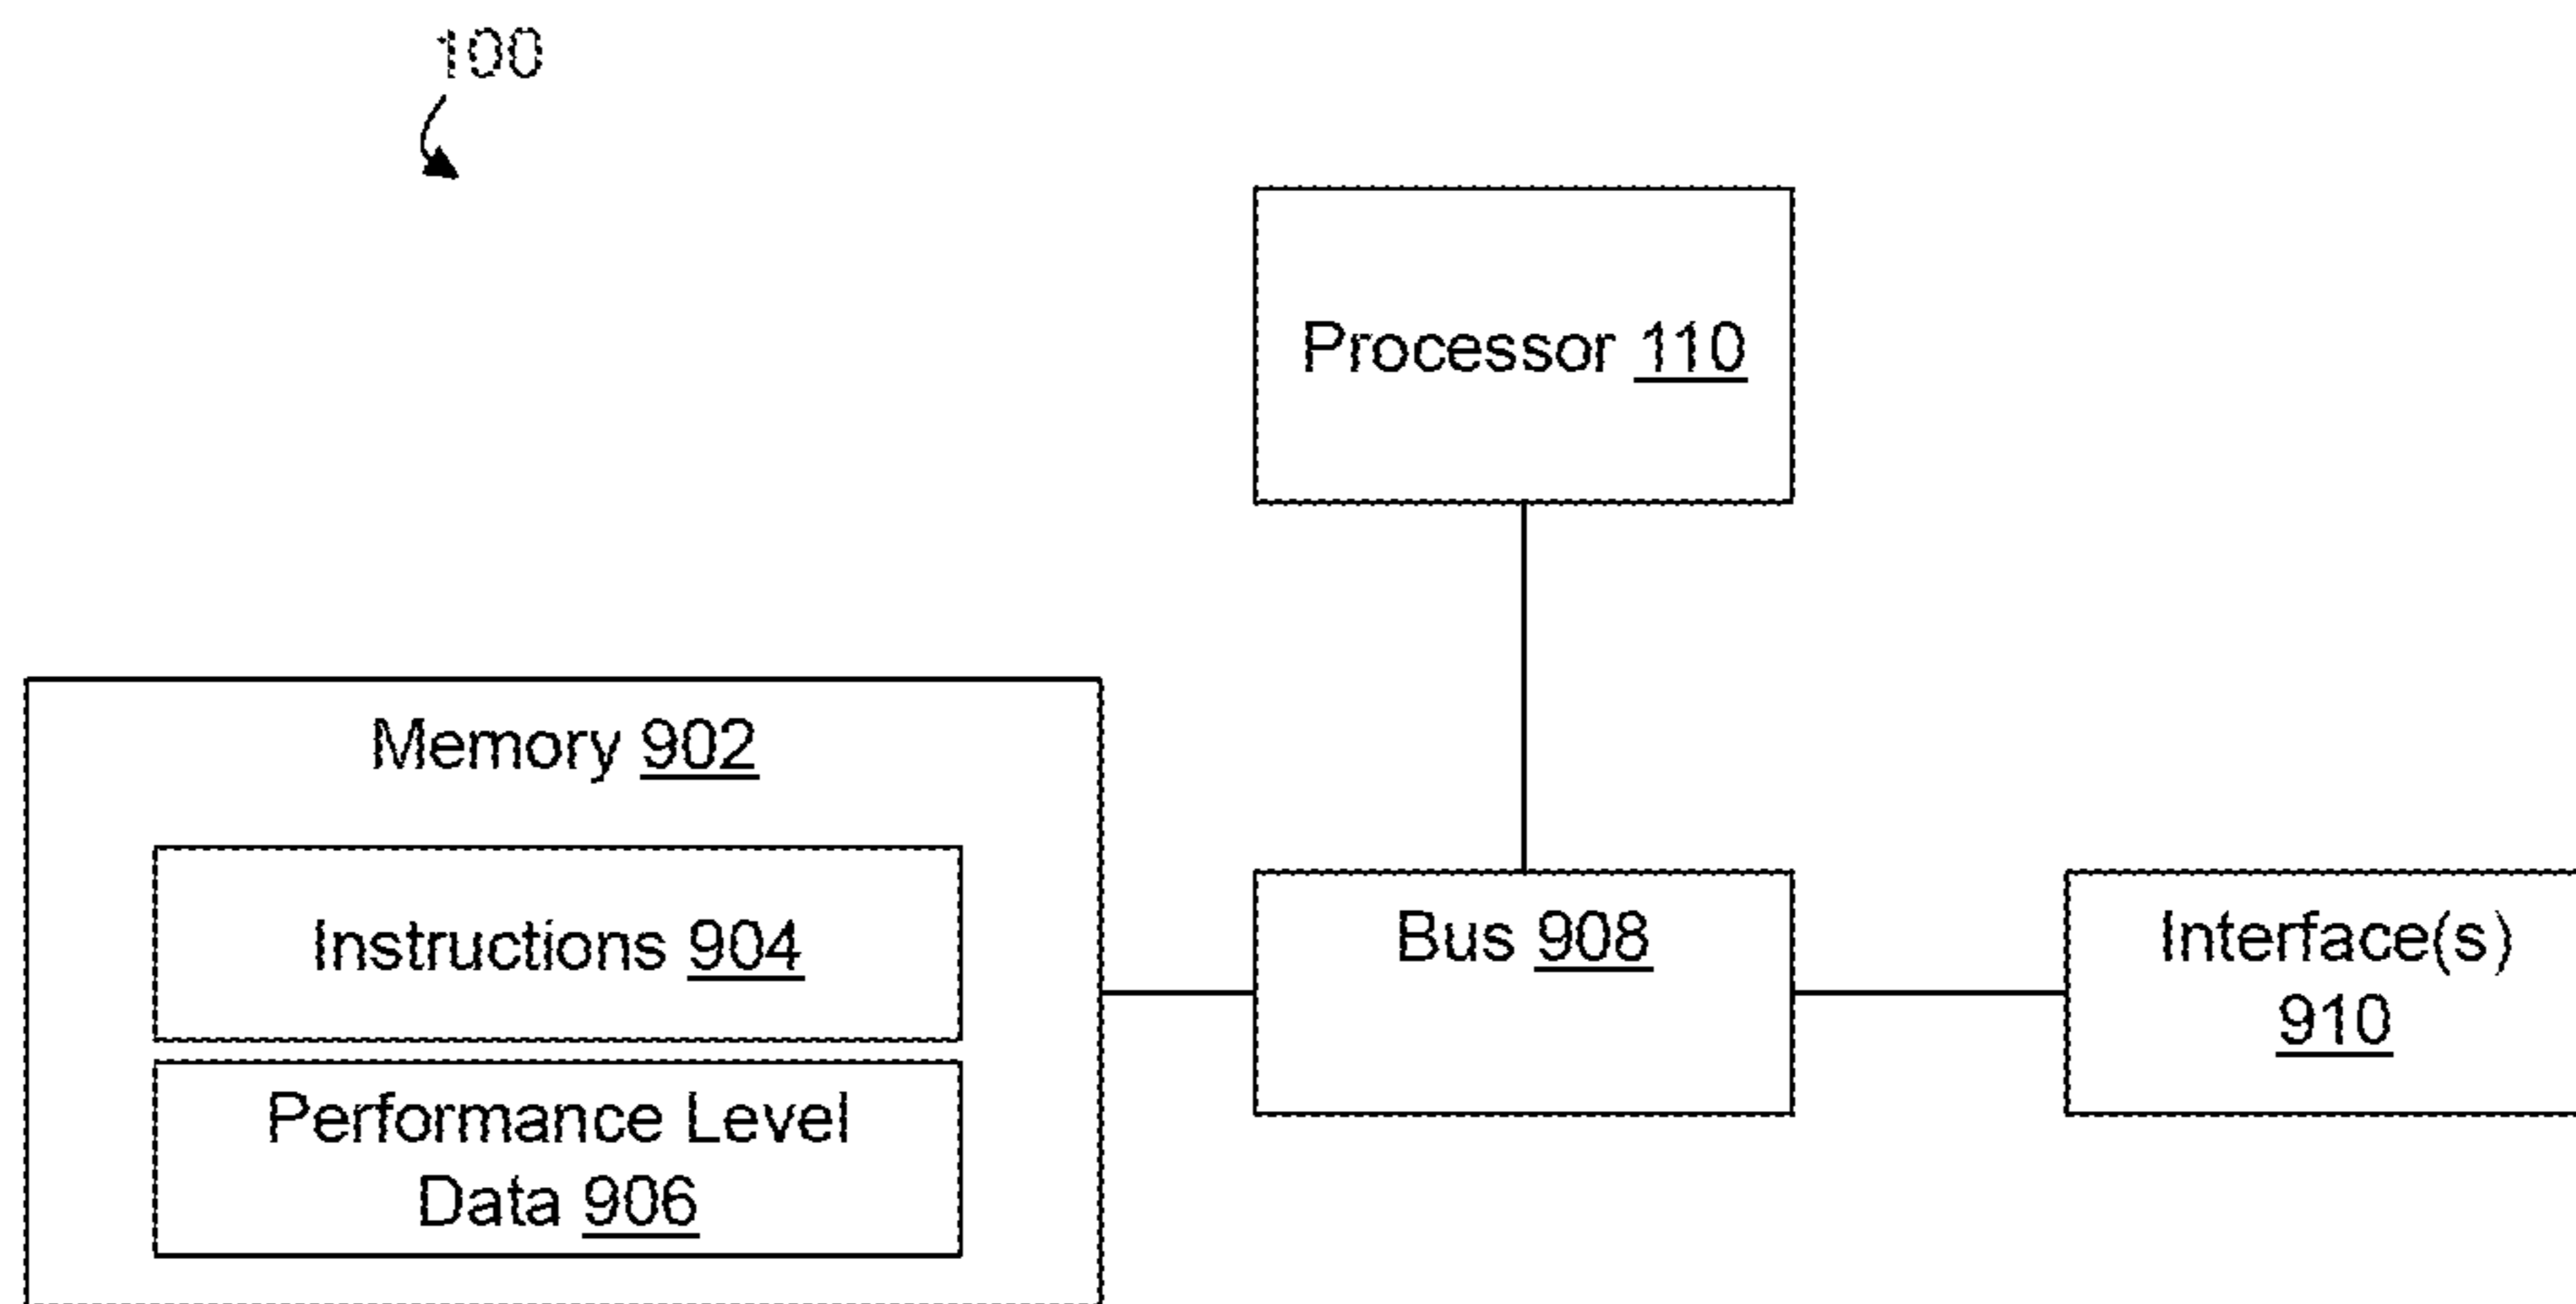 100
Processor 110
Memory 902
Instructions 904
Performance Level
Data 906
Bus 908
Interface(s)
910